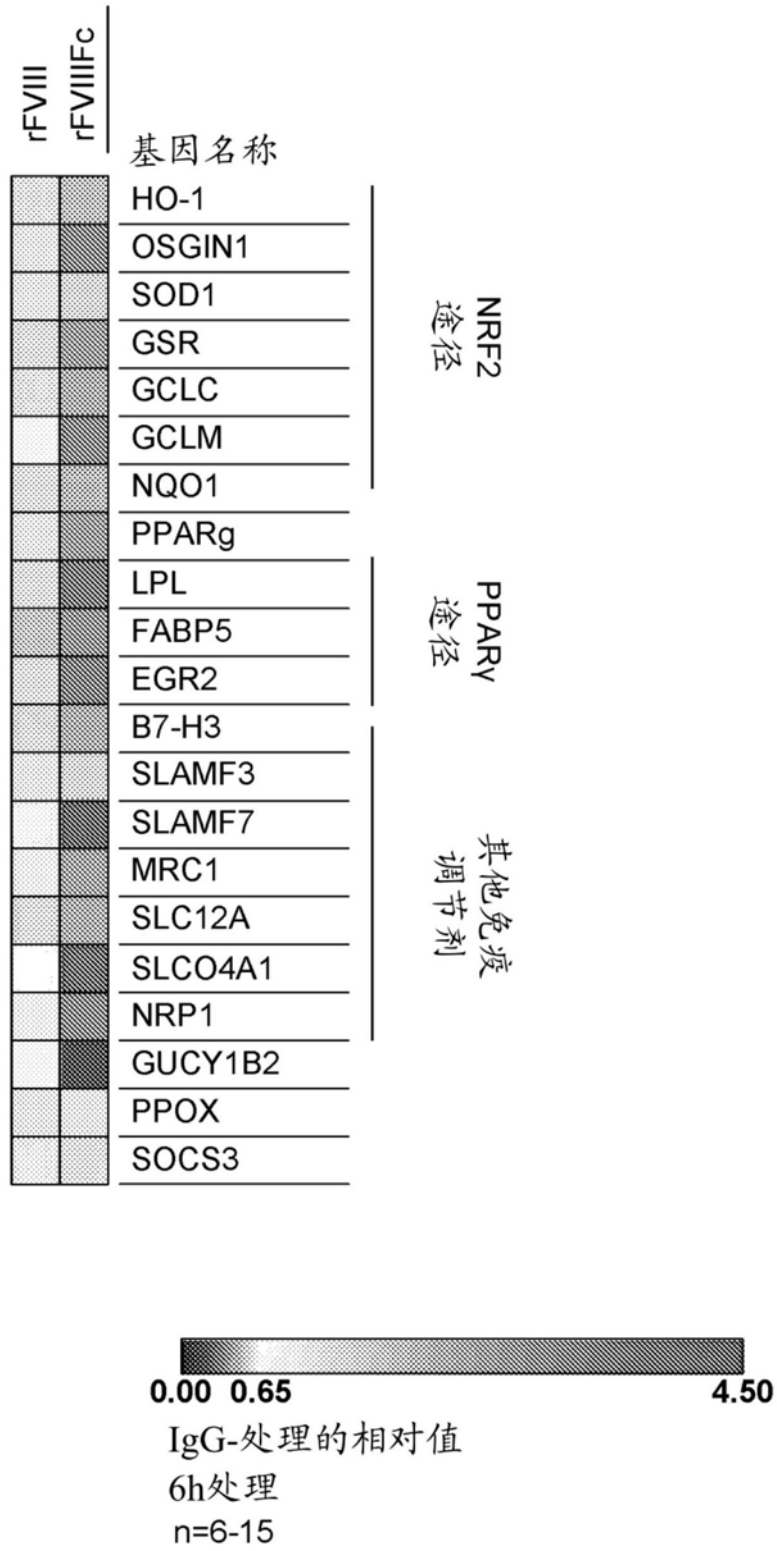 rFVIII
rFVIIIFc
基因名称
HO-1
OSGIN1
SOD1
GSR
GCLC
GCLM
NQO1
PPARg
LPL
FABP5
EGR2
B7-H3
SLAMF3
SLAMF7
MRC1
SLC12A
SLCO4A1
NRP1
GUCY1B2
PPOX
SOCS3
NRF2
途径
PPARγ
途径
其他免疫
调节剂
0.00 0.65 4.50
IgG-处理的相对值
6h处理
n=6-15